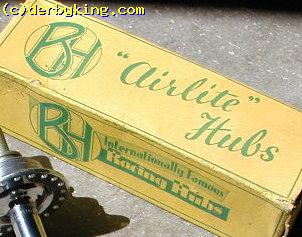 (c)derbyking.com
BH
"airlite"
Hubs
BH
Internationally Famous
Racing Hubs